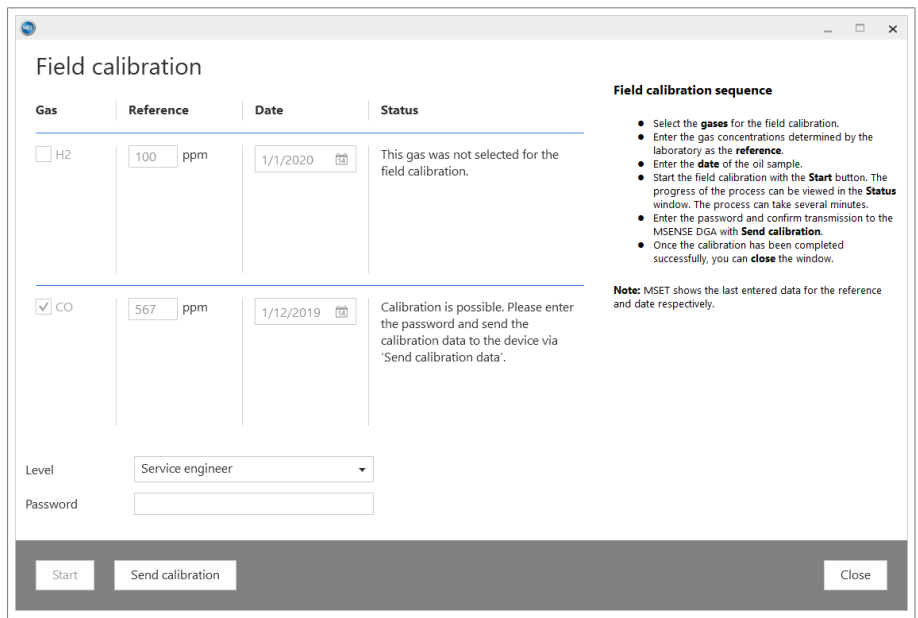 Field calibration
Gas Reference Date Status
H2 100 ppm 1/1/2020 14 This gas was not selected for the
field calibration.
CO 567 ppm 1/12/2019 14 Calibration is possible. Please enter
the password and send the
calibration data to the device via
‘Send calibration data’.
Level Service engineer
Password
Start Send calibration Close
Field calibration sequence
● Select the gases for the field calibration.
● Enter the gas concentrations determined by the
laboratory as the reference.
● Enter the date of the oil sample.
● Start the field calibration with the Start button. The
progress of the process can be viewed in the Status
window. The process can take several minutes.
● Enter the password and confirm transmission to the
MSENSE DGA with Send calibration.
● Once the calibration has been completed
successfully, you can close the window.
Note: MSET shows the last entered data for the reference
and date respectively.